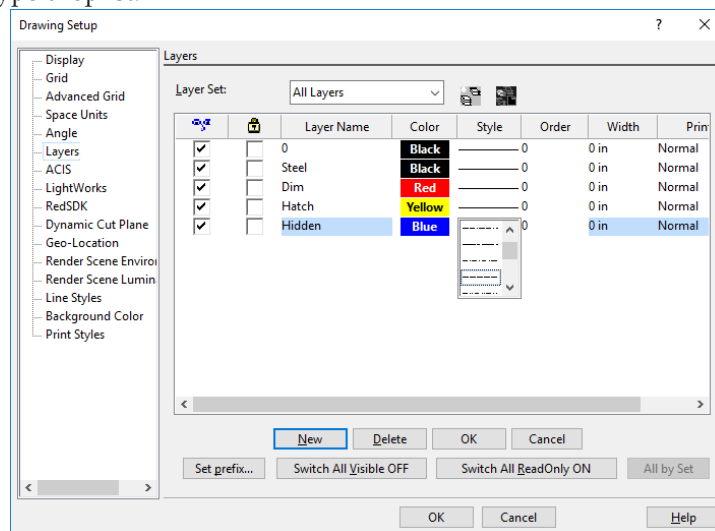 Drawing Setup ? ×
Display
Grid
Advanced Grid
Space Units
Angle
Layers
ACIS
LightWorks
RedSDK
Dynamic Cut Plane
Geo-Location
Render Scene Enviro
Render Scene Lumin
Line Styles
Background Color
Print Styles
Layers
Layer Set: All Layers
Layer Name Color Style Order Width Prin
0 Black 0 0 in Normal
Steel Black 0 0 in Normal
Dim Red 0 0 in Normal
Hatch Yellow 0 0 in Normal
Hidden Blue 0 0 in Normal
New Delete OK Cancel
Set prefix... Switch All Visible OFF Switch All ReadOnly ON All by Set
OK Cancel Help